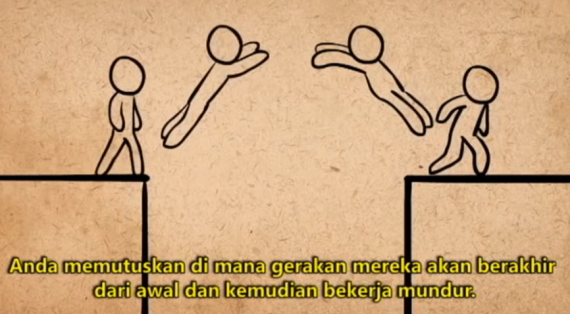 Anda memutuskan di mana gerakan mereka akan berakhir
dari awal dan kemudian bekerja mundur.